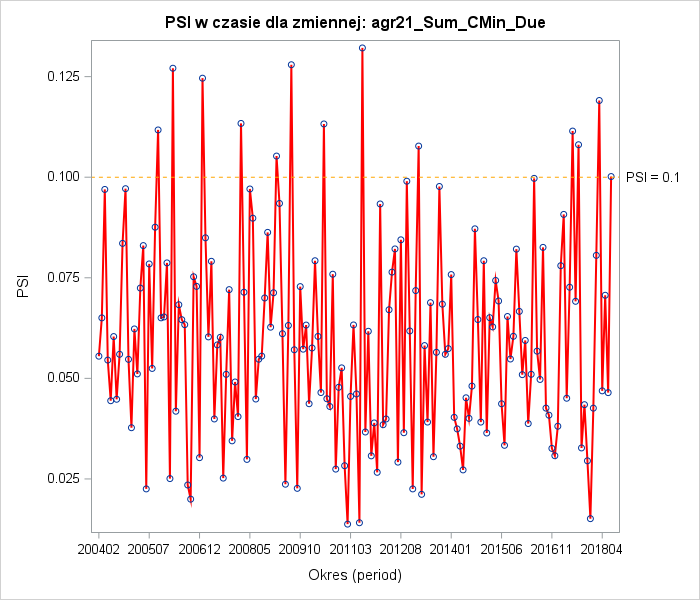 PSI w czasie dla zmiennej: agr21_Sum_CMin_Due
0.125
0.100
PSI = 0.1
0.075
0.050
0.025
PSI
200402 200507 200612 200805 200910 201103 201208 201401 201506 201611 201804
Okres (period)